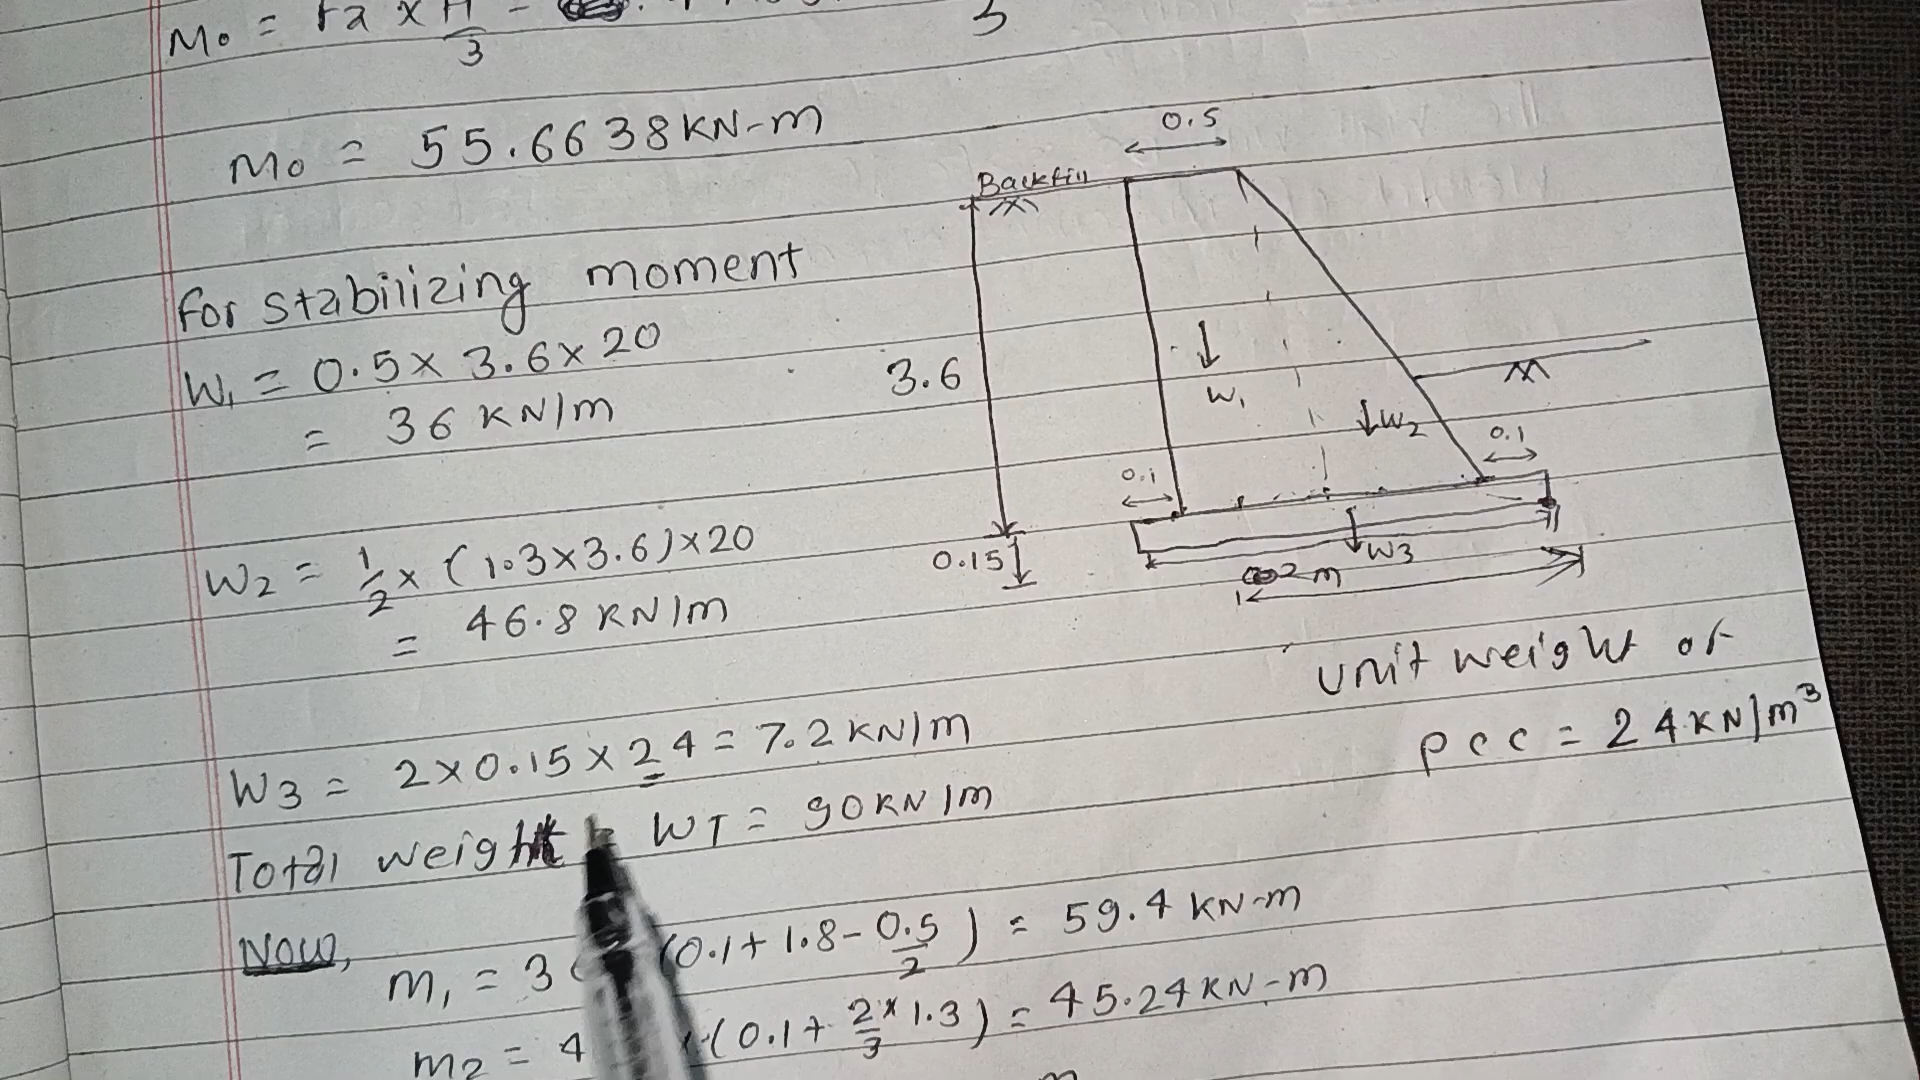 Mo = Pa × H/3 =
3
Mo = 55.6638 KN-m
0.5
Backfill
For stabilizing moment
W1 = 0.5 × 3.6 × 20
= 36 KN/m
3.6
W1
W2
0.1
0.1
W2 = 1/2 × (1.3×3.6) × 20
= 46.8 KN/m
0.15
W3
2m
unit weight of
PCC = 24 KN/m³
W3 = 2×0.15×24 = 7.2 KN/m
Total weight WT = 90 KN/m
Now,
m1 = 3 (0.1 + 1.8 - 0.5/2) = 59.4 KN-m
m2 = 4 (0.1 + 2/3 × 1.3) = 45.24 KN-m